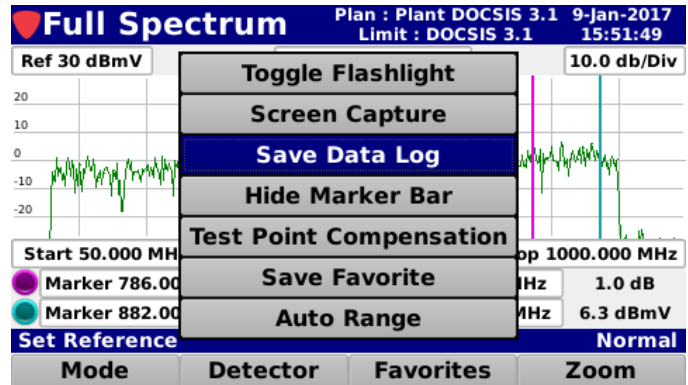 Full Spectrum
Plan : Plant DOCSIS 3.1 9-Jan-2017
Limit : DOCSIS 3.1 15:51:49
Ref 30 dBmV
10.0 db/Div
Toggle Flashlight
Screen Capture
Save Data Log
Hide Marker Bar
Test Point Compensation
Save Favorite
Auto Range
20
10
0
-10
-20
Start 50.000 MH
op 1000.000 MHz
Marker 786.00
Hz 1.0 dB
Marker 882.00
MHz 6.3 dBmV
Set Reference Normal
Mode Detector Favorites Zoom